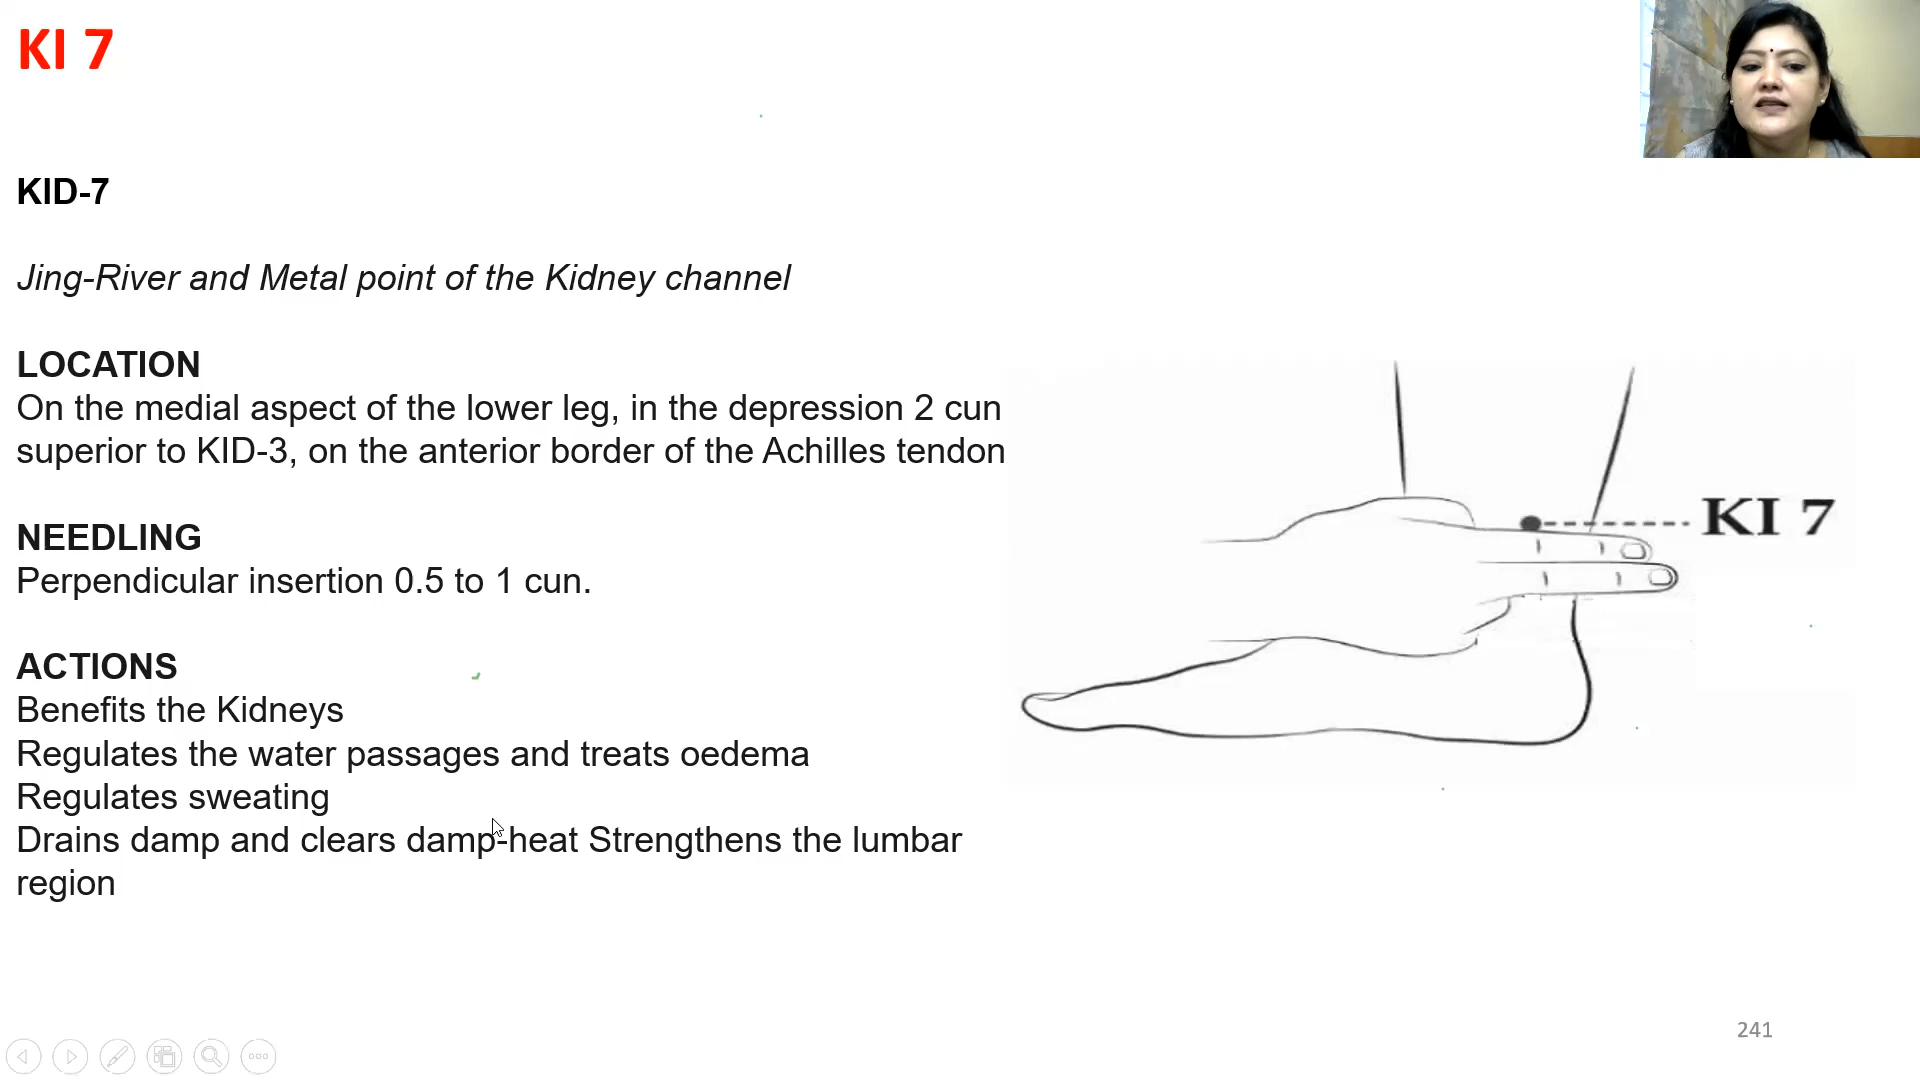 KI 7
KID-7
Jing-River and Metal point of the Kidney channel
LOCATION
On the medial aspect of the lower leg, in the depression 2 cun
superior to KID-3, on the anterior border of the Achilles tendon
NEEDLING
Perpendicular insertion 0.5 to 1 cun.
ACTIONS
Benefits the Kidneys
Regulates the water passages and treats oedema
Regulates sweating
Drains damp and clears damp-heat Strengthens the lumbar
region
KI 7
241